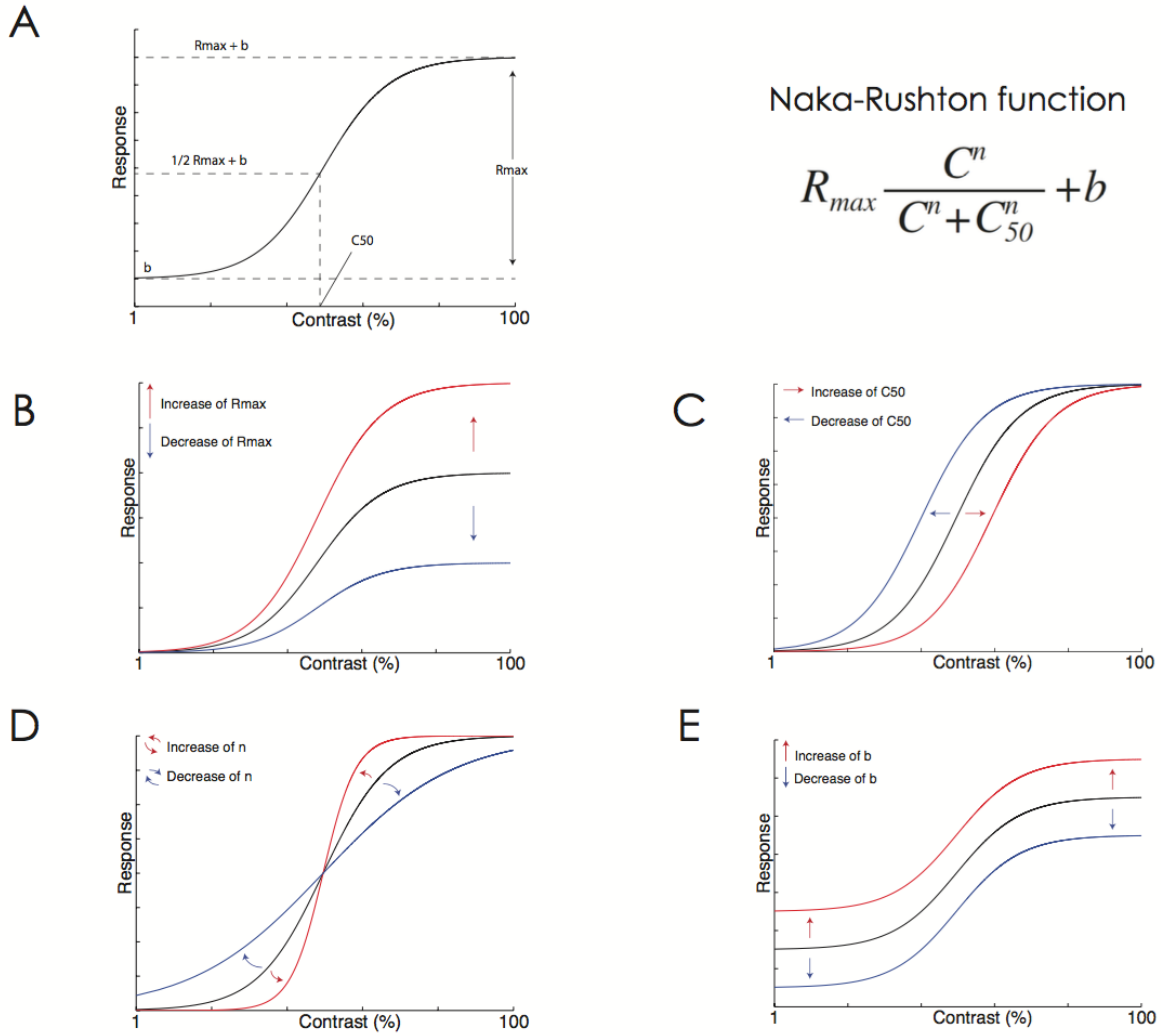 A
Rmax + b
1/2 Rmax + b
Rmax
C50
b
Response
1
Contrast (%)
100
Naka-Rushton function
R_max C^n / (C^n + C_50^n) + b
B
Increase of Rmax
Decrease of Rmax
Response
1
Contrast (%)
100
C
Increase of C50
Decrease of C50
Response
1
Contrast (%)
100
D
Increase of n
Decrease of n
Response
1
Contrast (%)
100
E
Increase of b
Decrease of b
Response
1
Contrast (%)
100